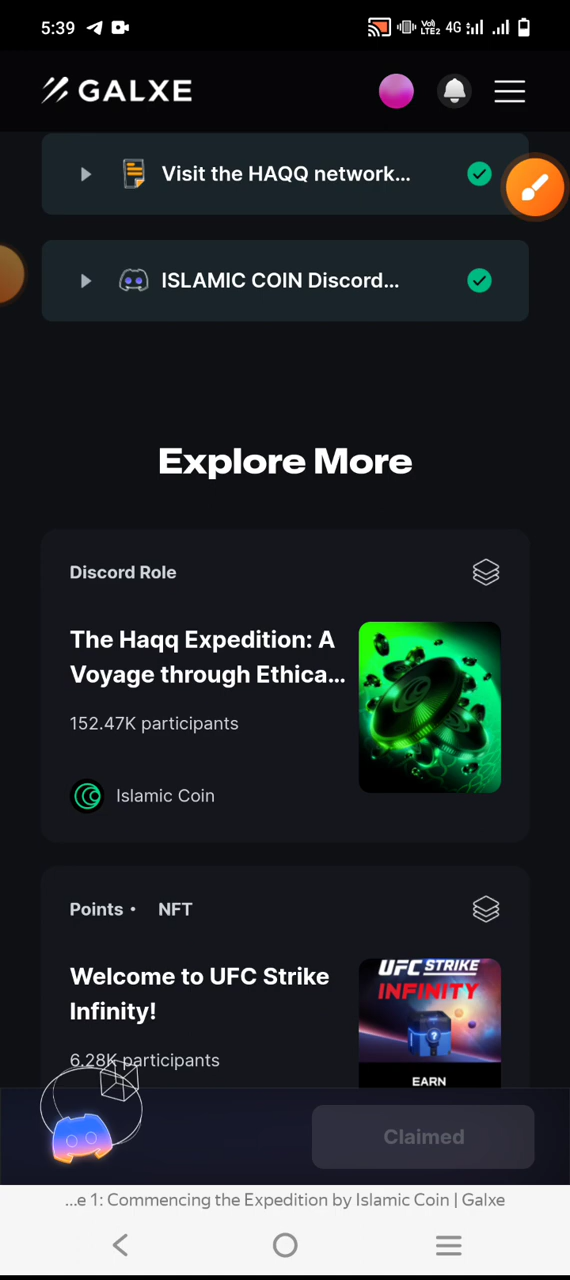 5:39
Vo)
LTE2 4G
GALXE
Visit the HAQQ network...
ISLAMIC COIN Discord...
Explore More
Discord Role
The Haqq Expedition: A
Voyage through Ethica...
152.47K participants
Islamic Coin
Points • NFT
Welcome to UFC Strike
Infinity!
6.28K participants
UFC STRIKE
INFINITY
EARN
Claimed
...e 1: Commencing the Expedition by Islamic Coin | Galxe